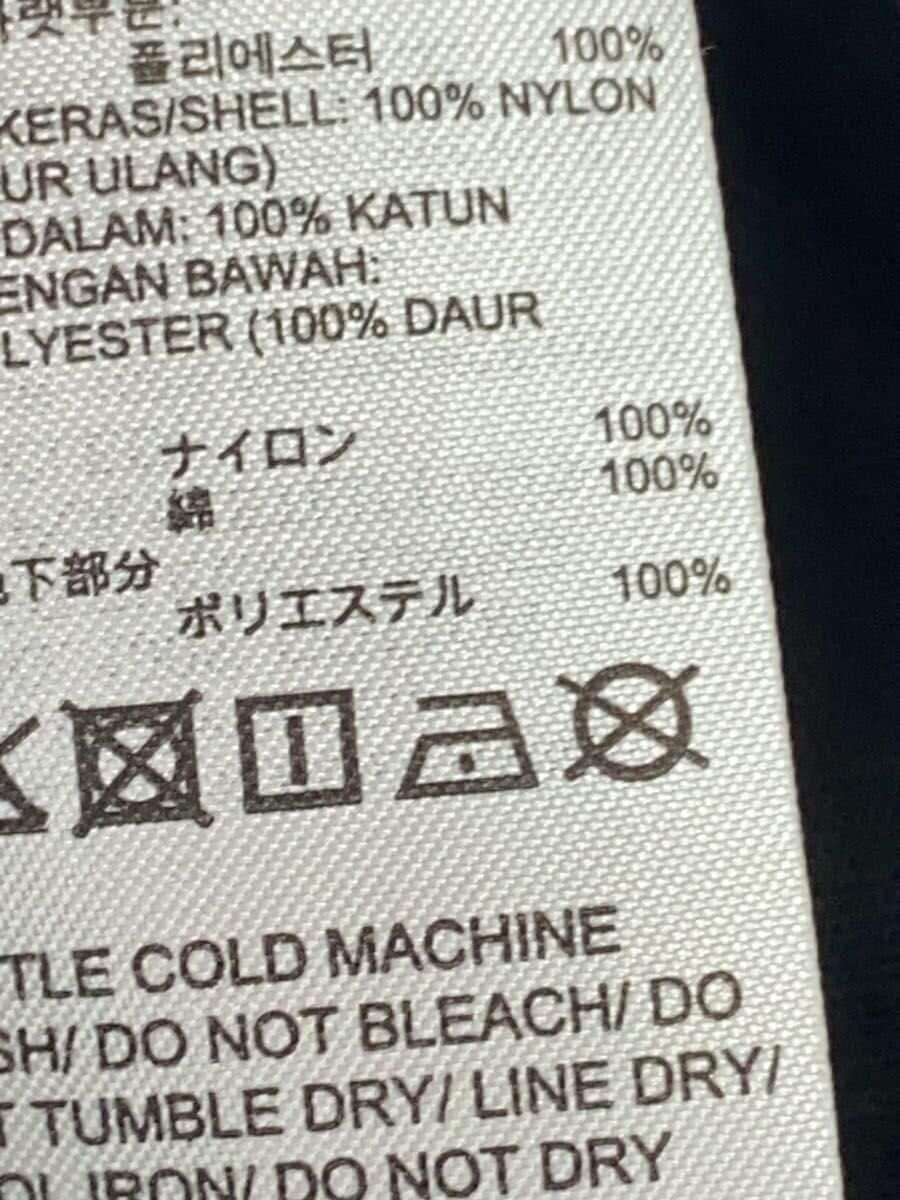 폴리에스터 100%
KERAS/SHELL: 100% NYLON
UR ULANG)
DALAM: 100% KATUN
ENGAN BAWAH:
LYESTER (100% DAUR
ナイロン 100%
綿 100%
下部分
ポリエステル 100%
TLE COLD MACHINE
SH/ DO NOT BLEACH/ DO
T TUMBLE DRY/ LINE DRY/
OL IRON/ DO NOT DRY